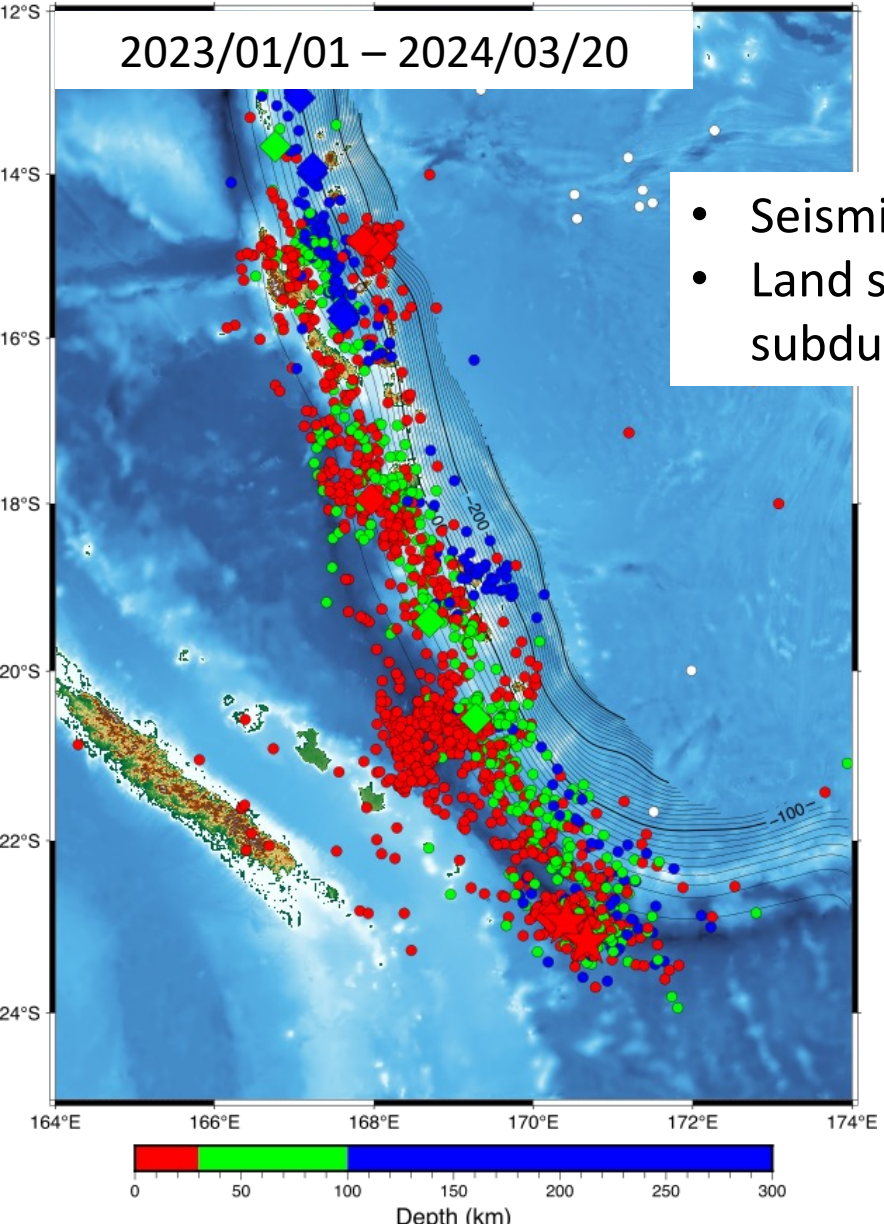 12°S
2023/01/01 – 2024/03/20
14°S
• Seismi
• Land s
subdu
16°S
18°S
-200
00
20°S
-100-
22°S
24°S
164°E 166°E 168°E 170°E 172°E 174°E
0 50 100 150 200 250 300
Depth (km)